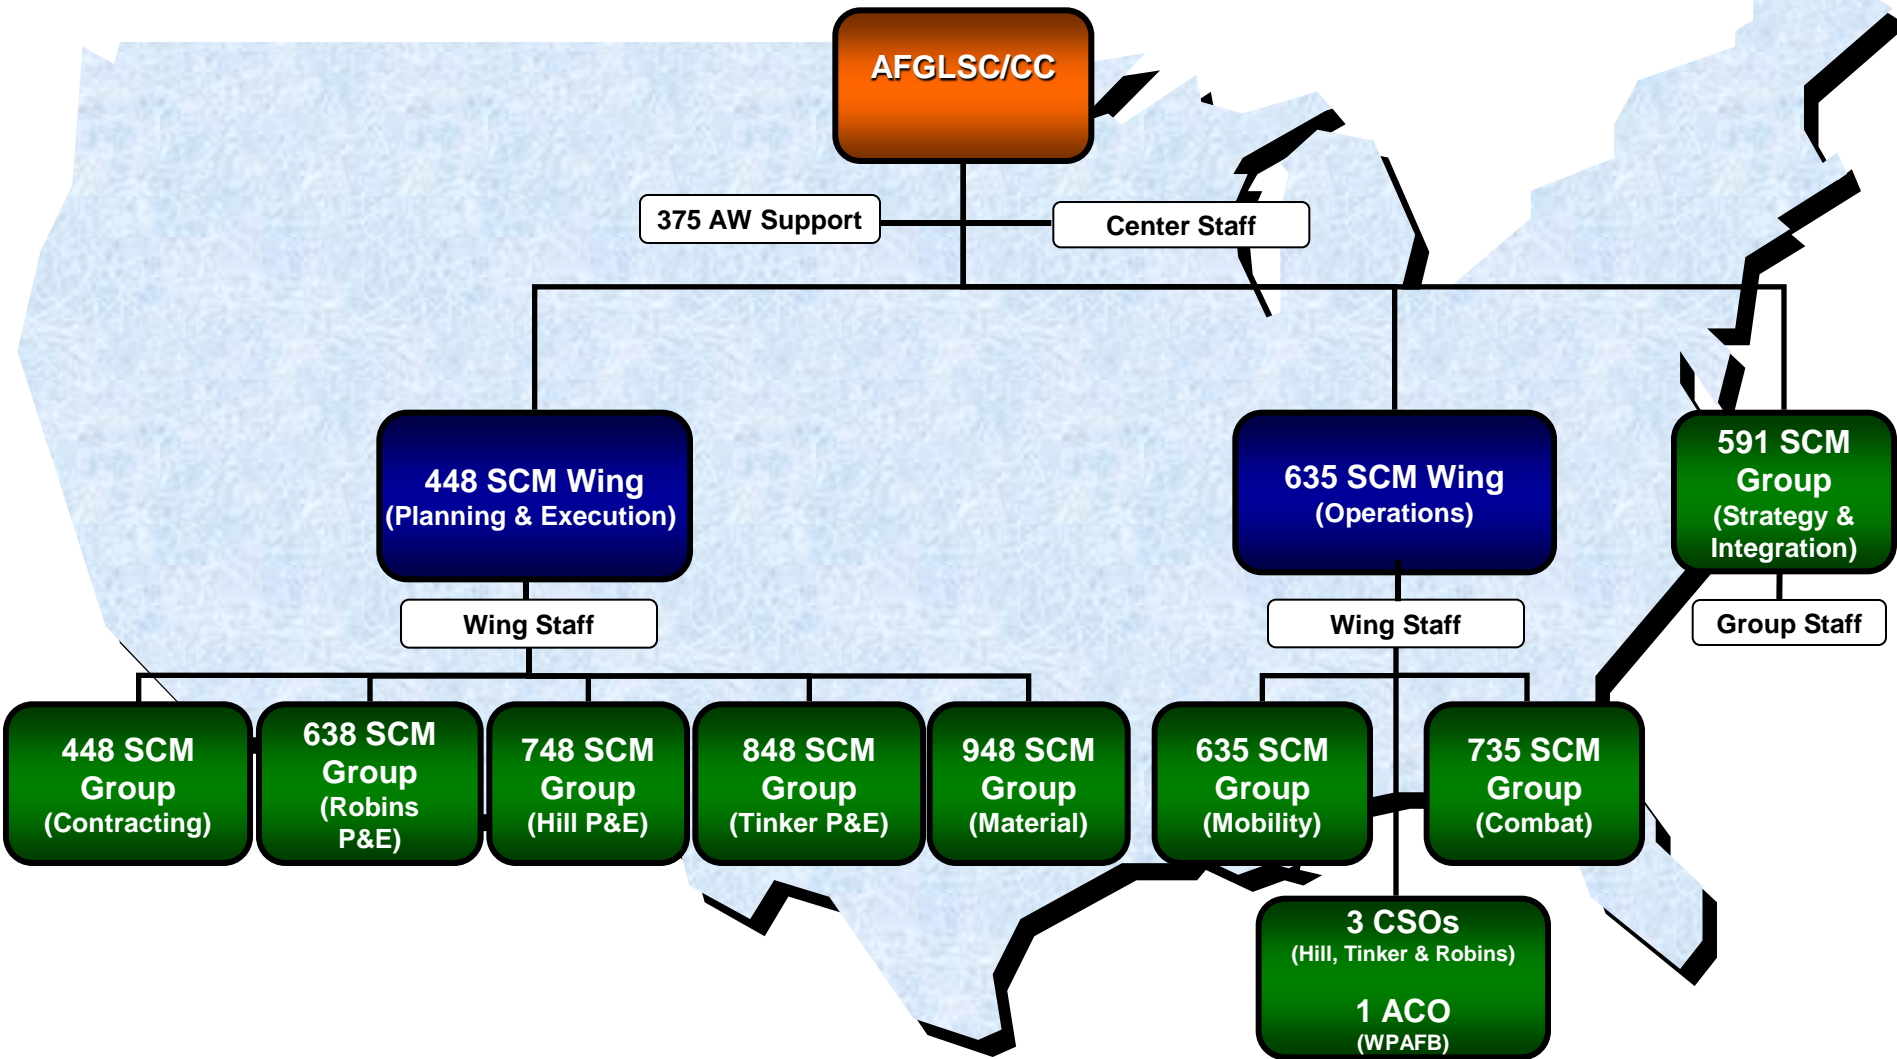 AFGLSC/CC
375 AW Support
Center Staff
448 SCM Wing
(Planning & Execution)
635 SCM Wing
(Operations)
591 SCM
Group
(Strategy &
Integration)
Wing Staff
Wing Staff
Group Staff
448 SCM
Group
(Contracting)
638 SCM
Group
(Robins
P&E)
748 SCM
Group
(Hill P&E)
848 SCM
Group
(Tinker P&E)
948 SCM
Group
(Material)
635 SCM
Group
(Mobility)
735 SCM
Group
(Combat)
3 CSOs
(Hill, Tinker & Robins)
1 ACO
(WPAFB)